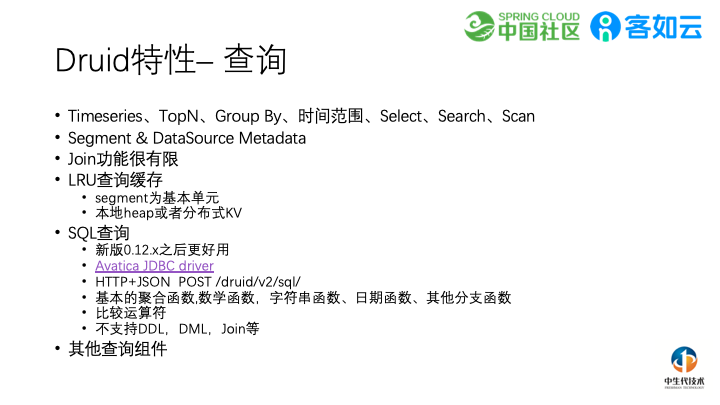 SPRING CLOUD
中国社区
客如云
Druid特性– 查询
• Timeseries、TopN、Group By、时间范围、Select、Search、Scan
• Segment & DataSource Metadata
• Join功能很有限
• LRU查询缓存
• segment为基本单元
• 本地heap或者分布式KV
• SQL查询
• 新版0.12.x之后更好用
• Avatica JDBC driver
• HTTP+JSON POST /druid/v2/sql/
• 基本的聚合函数,数学函数，字符串函数、日期函数、其他分支函数
• 比较运算符
• 不支持DDL，DML，Join等
• 其他查询组件
中生代技术